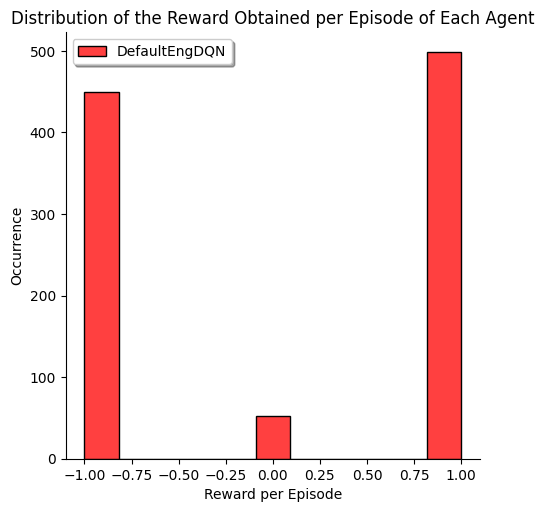 Distribution of the Reward Obtained per Episode of Each Agent
DefaultEngDQN
500
400
300
200
100
0
Occurrence
−1.00 −0.75 −0.50 −0.25 0.00 0.25 0.50 0.75 1.00
Reward per Episode